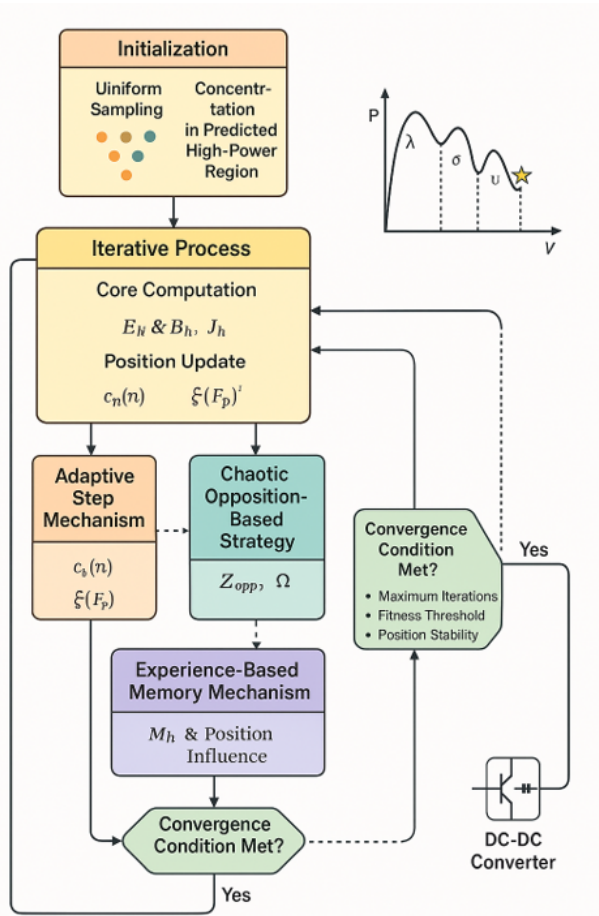 Initialization
Uiniform
Sampling
Concentr-
tation
in Predicted
High-Power
Region
P
λ
σ
υ
V
Iterative Process
Core Computation
E & Bₕ, Jₕ
Position Update
cₙ(n) ξ(Fₚ)
Adaptive
Step
Mechanism
(n)
ξ(Fₚ)
Chaotic
Opposition-
Based
Strategy
Zₒₚₚ, Ω
Convergence
Condition
Met?
• Maximum Iterations
• Fitness Threshold
• Position Stability
Yes
Experience-Based
Memory Mechanism
Mₕ & Position
Influence
Convergence
Condition Met?
Yes
DC-DC
Converter